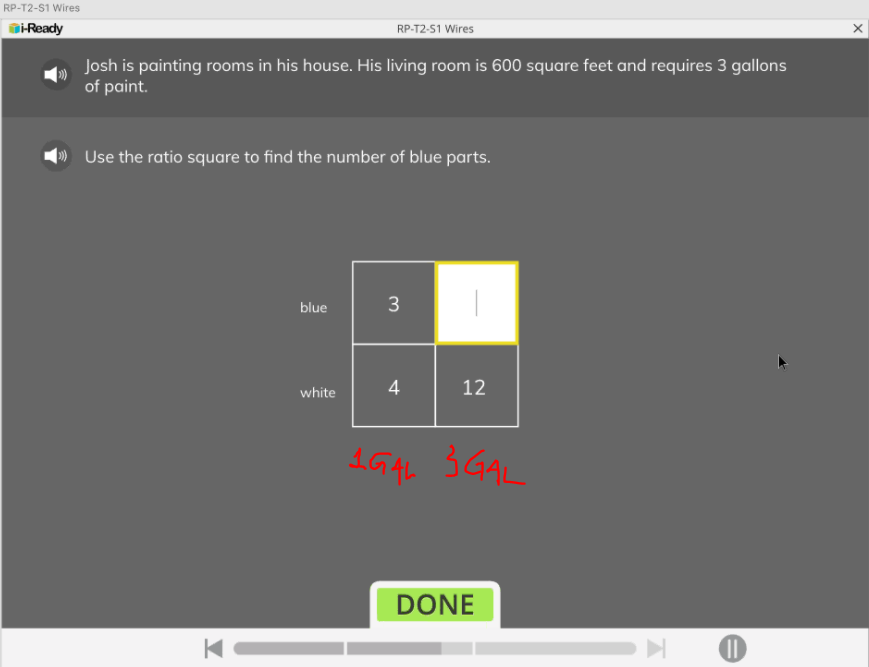 RP-T2-S1 Wires
i-Ready
RP-T2-S1 Wires
Josh is painting rooms in his house. His living room is 600 square feet and requires 3 gallons
of paint.
Use the ratio square to find the number of blue parts.
blue 3
white 4 12
1GAL 3GAL
DONE